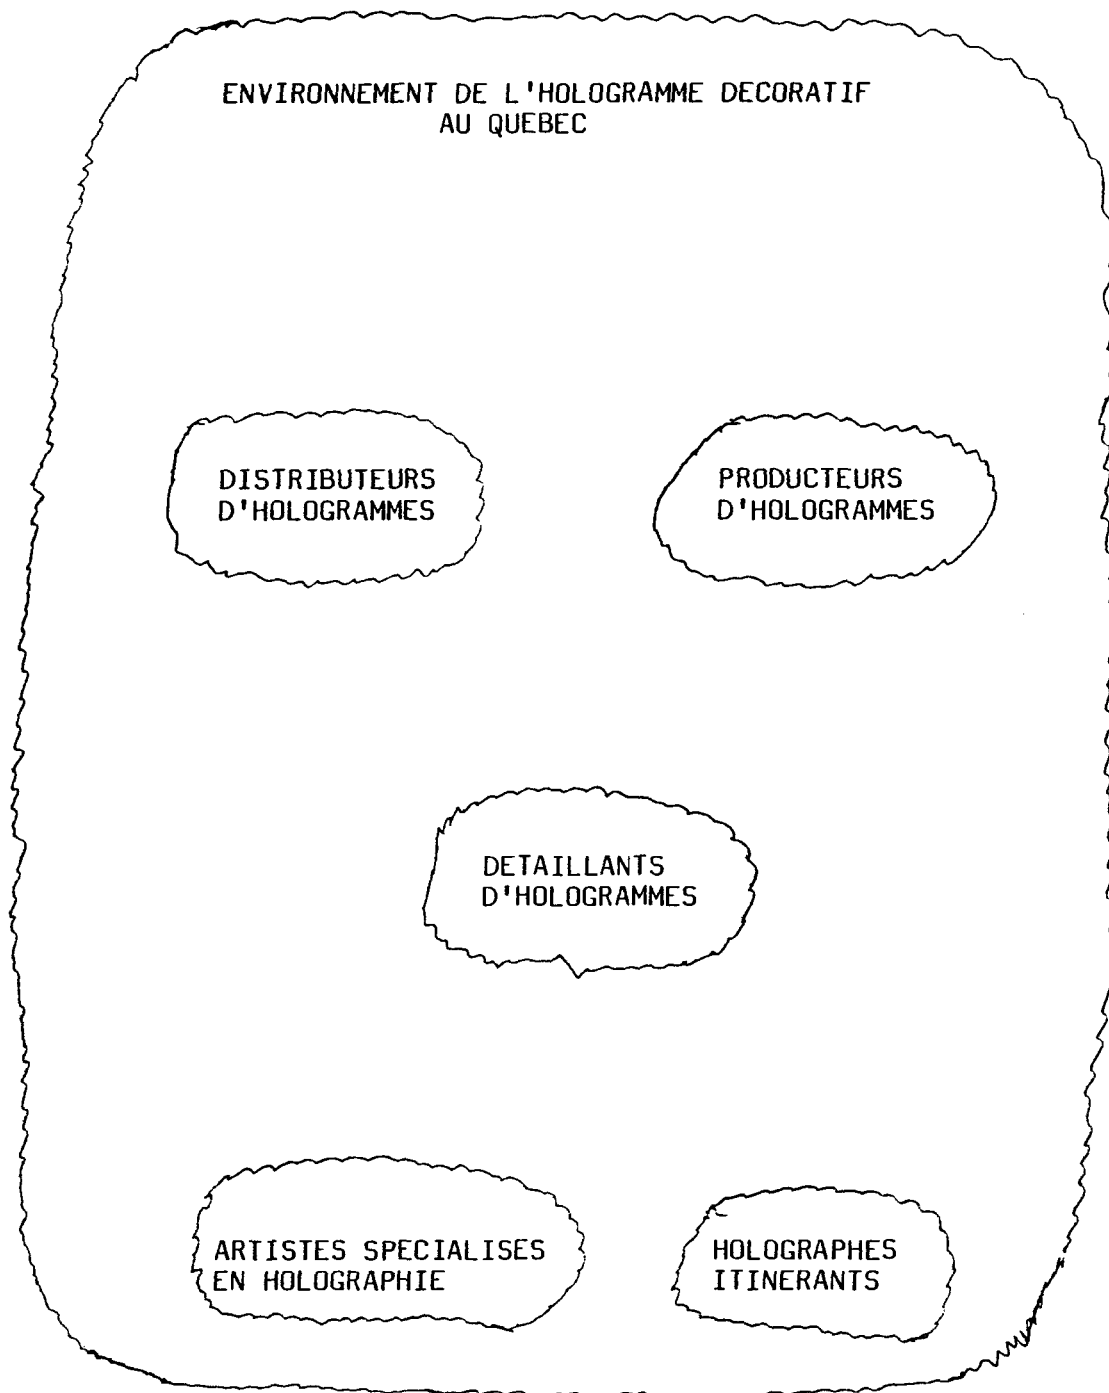 ENVIRONNEMENT DE L'HOLOGRAMME DECORATIF
AU QUEBEC
DISTRIBUTEURS
D'HOLOGRAMMES
PRODUCTEURS
D'HOLOGRAMMES
DETAILLANTS
D'HOLOGRAMMES
ARTISTES SPECIALISES
EN HOLOGRAPHIE
HOLOGRAPHES
ITINERANTS